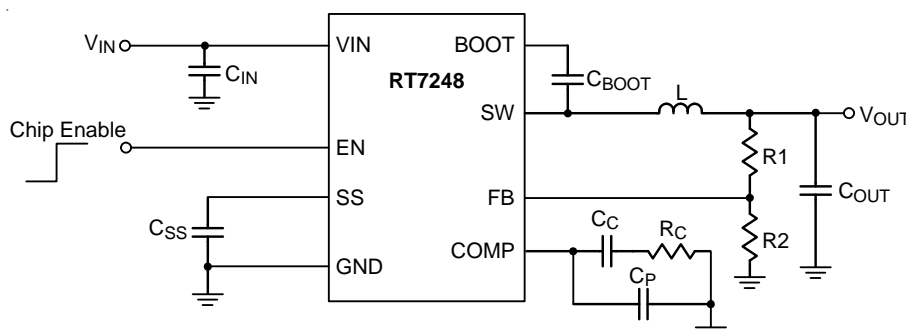 VIN
VIN
BOOT
CIN
RT7248
CBOOT
L
SW
VOUT
Chip Enable
R1
EN
SS
FB
COUT
CC
RC
CSS
R2
COMP
GND
CP